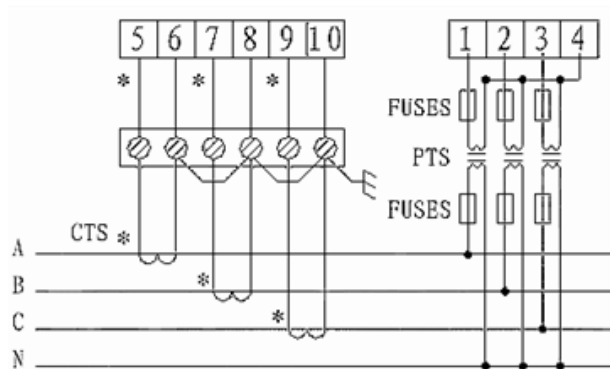 5 6 7 8 9 10 1 2 3 4
* * *
FUSES
PTS
FUSES
CTS *
A
B *
C *
N